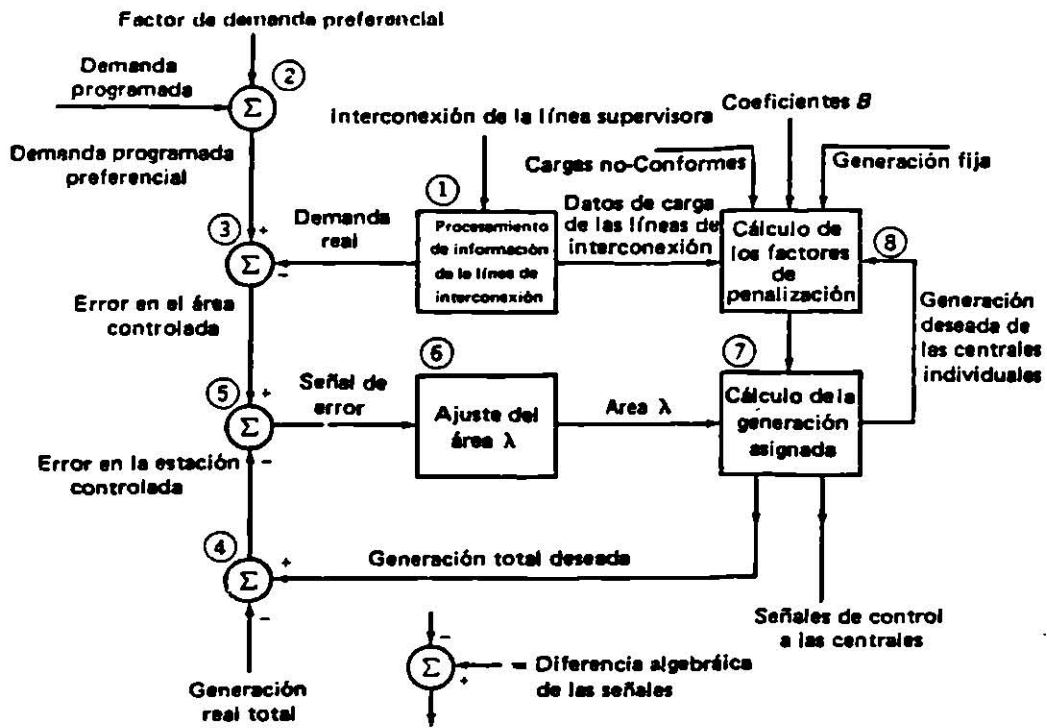 Factor de demanda preferencial
Demanda
programada
2
Σ
Demanda programada
preferencial
Interconexión de la línea supervisora
Coeficientes B
Cargas no-Conformes
Generación fija
1
Procesamiento
de información
de la línea de
interconexión
Demanda
real
Datos de carga
de las líneas de
interconexión
Cálculo de
los factores
de
penalización
8
3
+
Σ
-
Error en el área
controlada
Generación
deseada de
las centrales
individuales
5
+
Σ
-
Señal de
error
6
Ajuste del
área λ
Area λ
7
Cálculo de la
generación
asignada
Error en la estación
controlada
4
+
Σ
-
Generación total deseada
Generación
real total
Señales de control
a las centrales
-
Σ
+
= Diferencia algebráica
de las señales